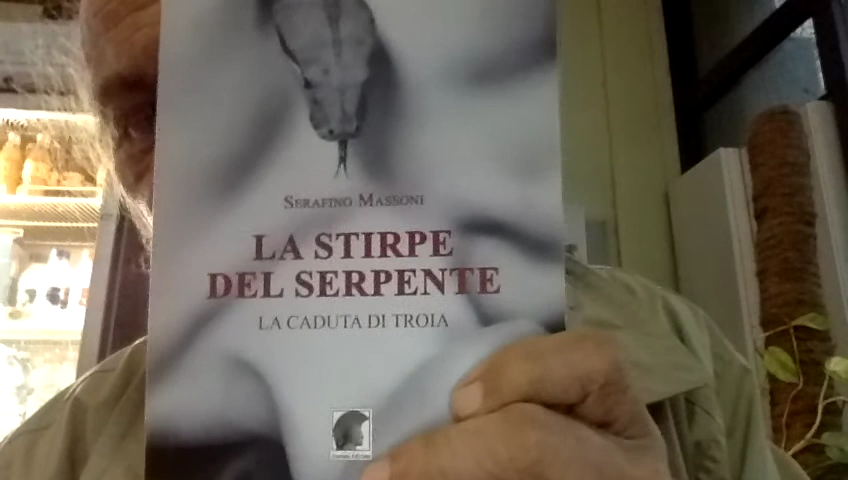 SERAFINO MASSONI
LA STIRPE
DEL SERPENTE
LA CADUTA DI TROIA